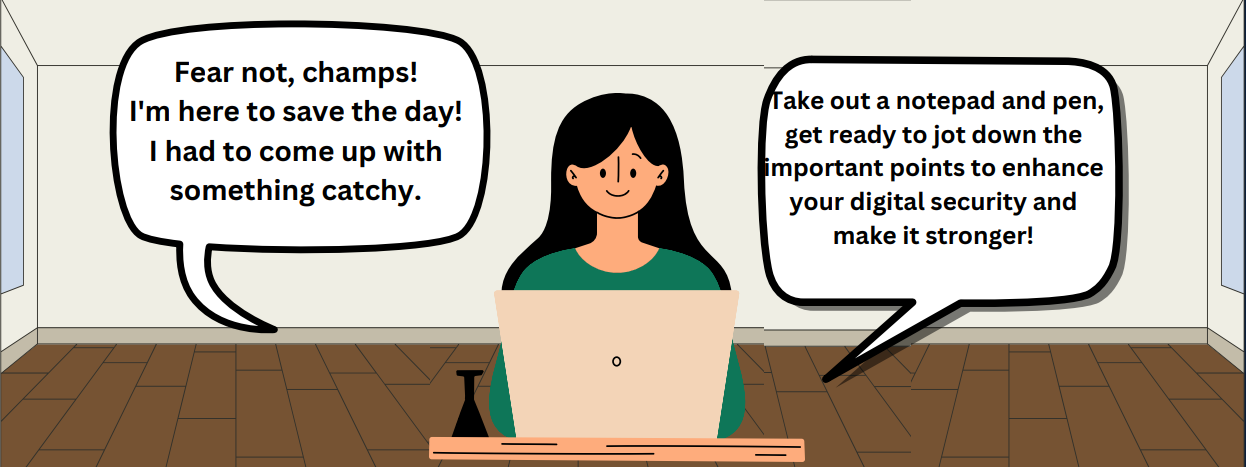 Fear not, champs!
I'm here to save the day!
I had to come up with
something catchy.
Take out a notepad and pen,
get ready to jot down the
important points to enhance
your digital security and
make it stronger!